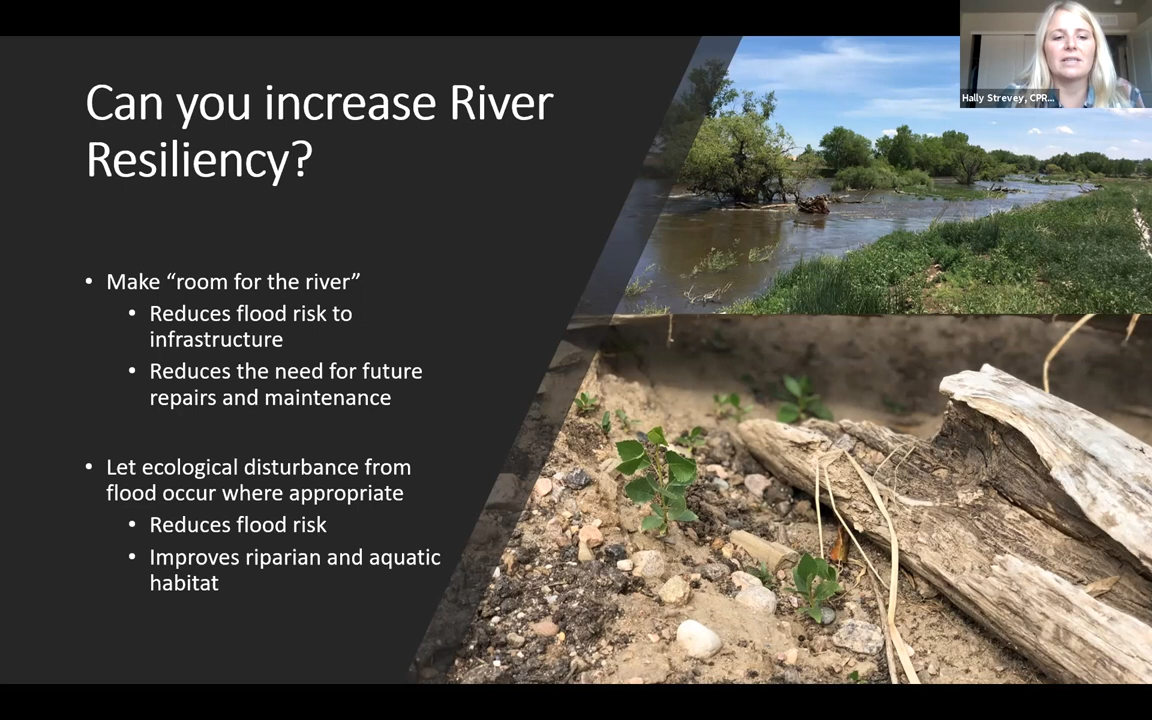 Hally Strevey, CPR...
Can you increase River
Resiliency?
• Make “room for the river”
• Reduces flood risk to
infrastructure
• Reduces the need for future
repairs and maintenance
• Let ecological disturbance from
flood occur where appropriate
• Reduces flood risk
• Improves riparian and aquatic
habitat